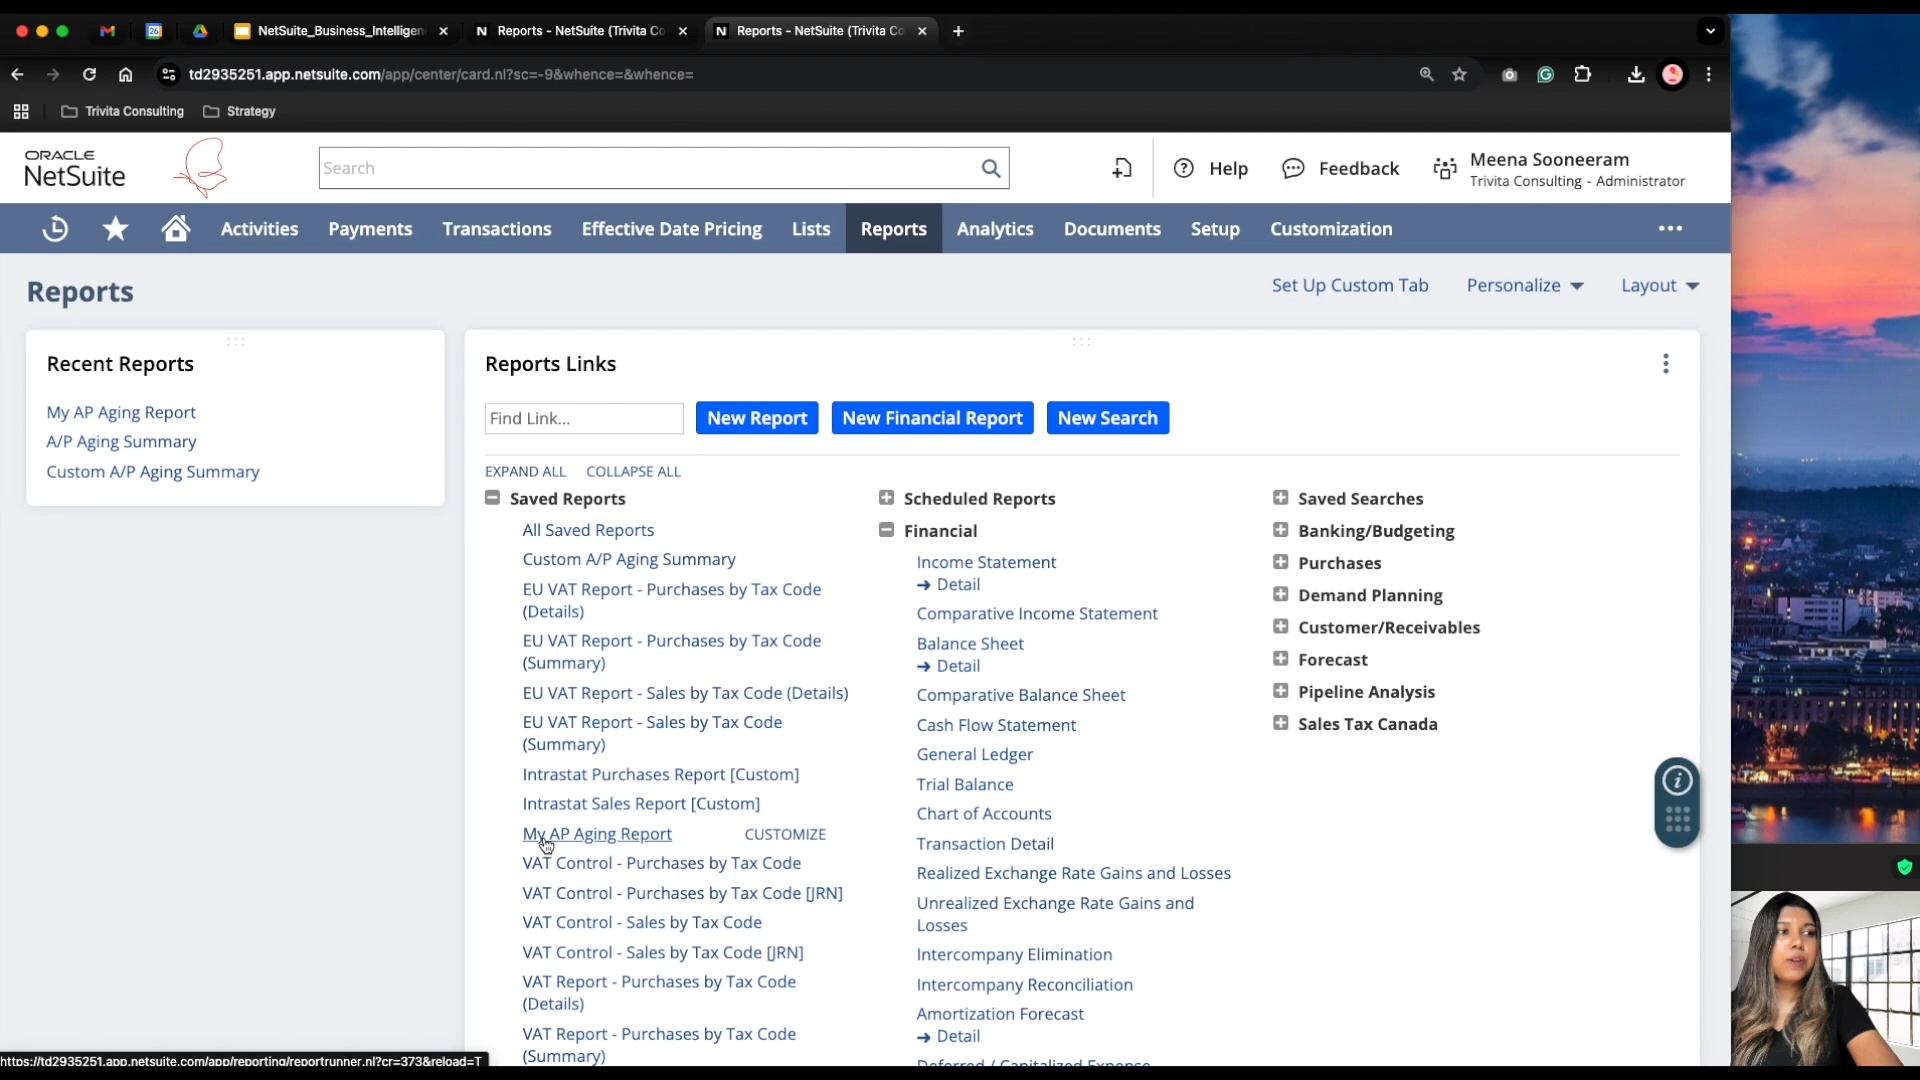 NetSuite_Business_Intelligen
Reports - NetSuite (Trivita Co
Reports - NetSuite (Trivita Co
td2935251.app.netsuite.com/app/center/card.nl?sc=-9&whence=&whence=
Trivita Consulting
Strategy
ORACLE
NetSuite
Search
Help
Feedback
Meena Sooneeram
Trivita Consulting - Administrator
Activities
Payments
Transactions
Effective Date Pricing
Lists
Reports
Analytics
Documents
Setup
Customization
Reports
Set Up Custom Tab
Personalize
Layout
Recent Reports
My AP Aging Report
A/P Aging Summary
Custom A/P Aging Summary
Reports Links
Find Link...
New Report
New Financial Report
New Search
EXPAND ALL
COLLAPSE ALL
Saved Reports
All Saved Reports
Custom A/P Aging Summary
EU VAT Report - Purchases by Tax Code
(Details)
EU VAT Report - Purchases by Tax Code
(Summary)
EU VAT Report - Sales by Tax Code (Details)
EU VAT Report - Sales by Tax Code
(Summary)
Intrastat Purchases Report [Custom]
Intrastat Sales Report [Custom]
My AP Aging Report
CUSTOMIZE
VAT Control - Purchases by Tax Code
VAT Control - Purchases by Tax Code [JRN]
VAT Control - Sales by Tax Code
VAT Control - Sales by Tax Code [JRN]
VAT Report - Purchases by Tax Code
(Details)
VAT Report - Purchases by Tax Code
(Summary)
Scheduled Reports
Financial
Income Statement
Detail
Comparative Income Statement
Balance Sheet
Detail
Comparative Balance Sheet
Cash Flow Statement
General Ledger
Trial Balance
Chart of Accounts
Transaction Detail
Realized Exchange Rate Gains and Losses
Unrealized Exchange Rate Gains and
Losses
Intercompany Elimination
Intercompany Reconciliation
Amortization Forecast
Detail
Deferred / Capitalized Expense
Saved Searches
Banking/Budgeting
Purchases
Demand Planning
Customer/Receivables
Forecast
Pipeline Analysis
Sales Tax Canada
https://td2935251.app.netsuite.com/app/reporting/reportrunner.nl?cr=373&reload=T